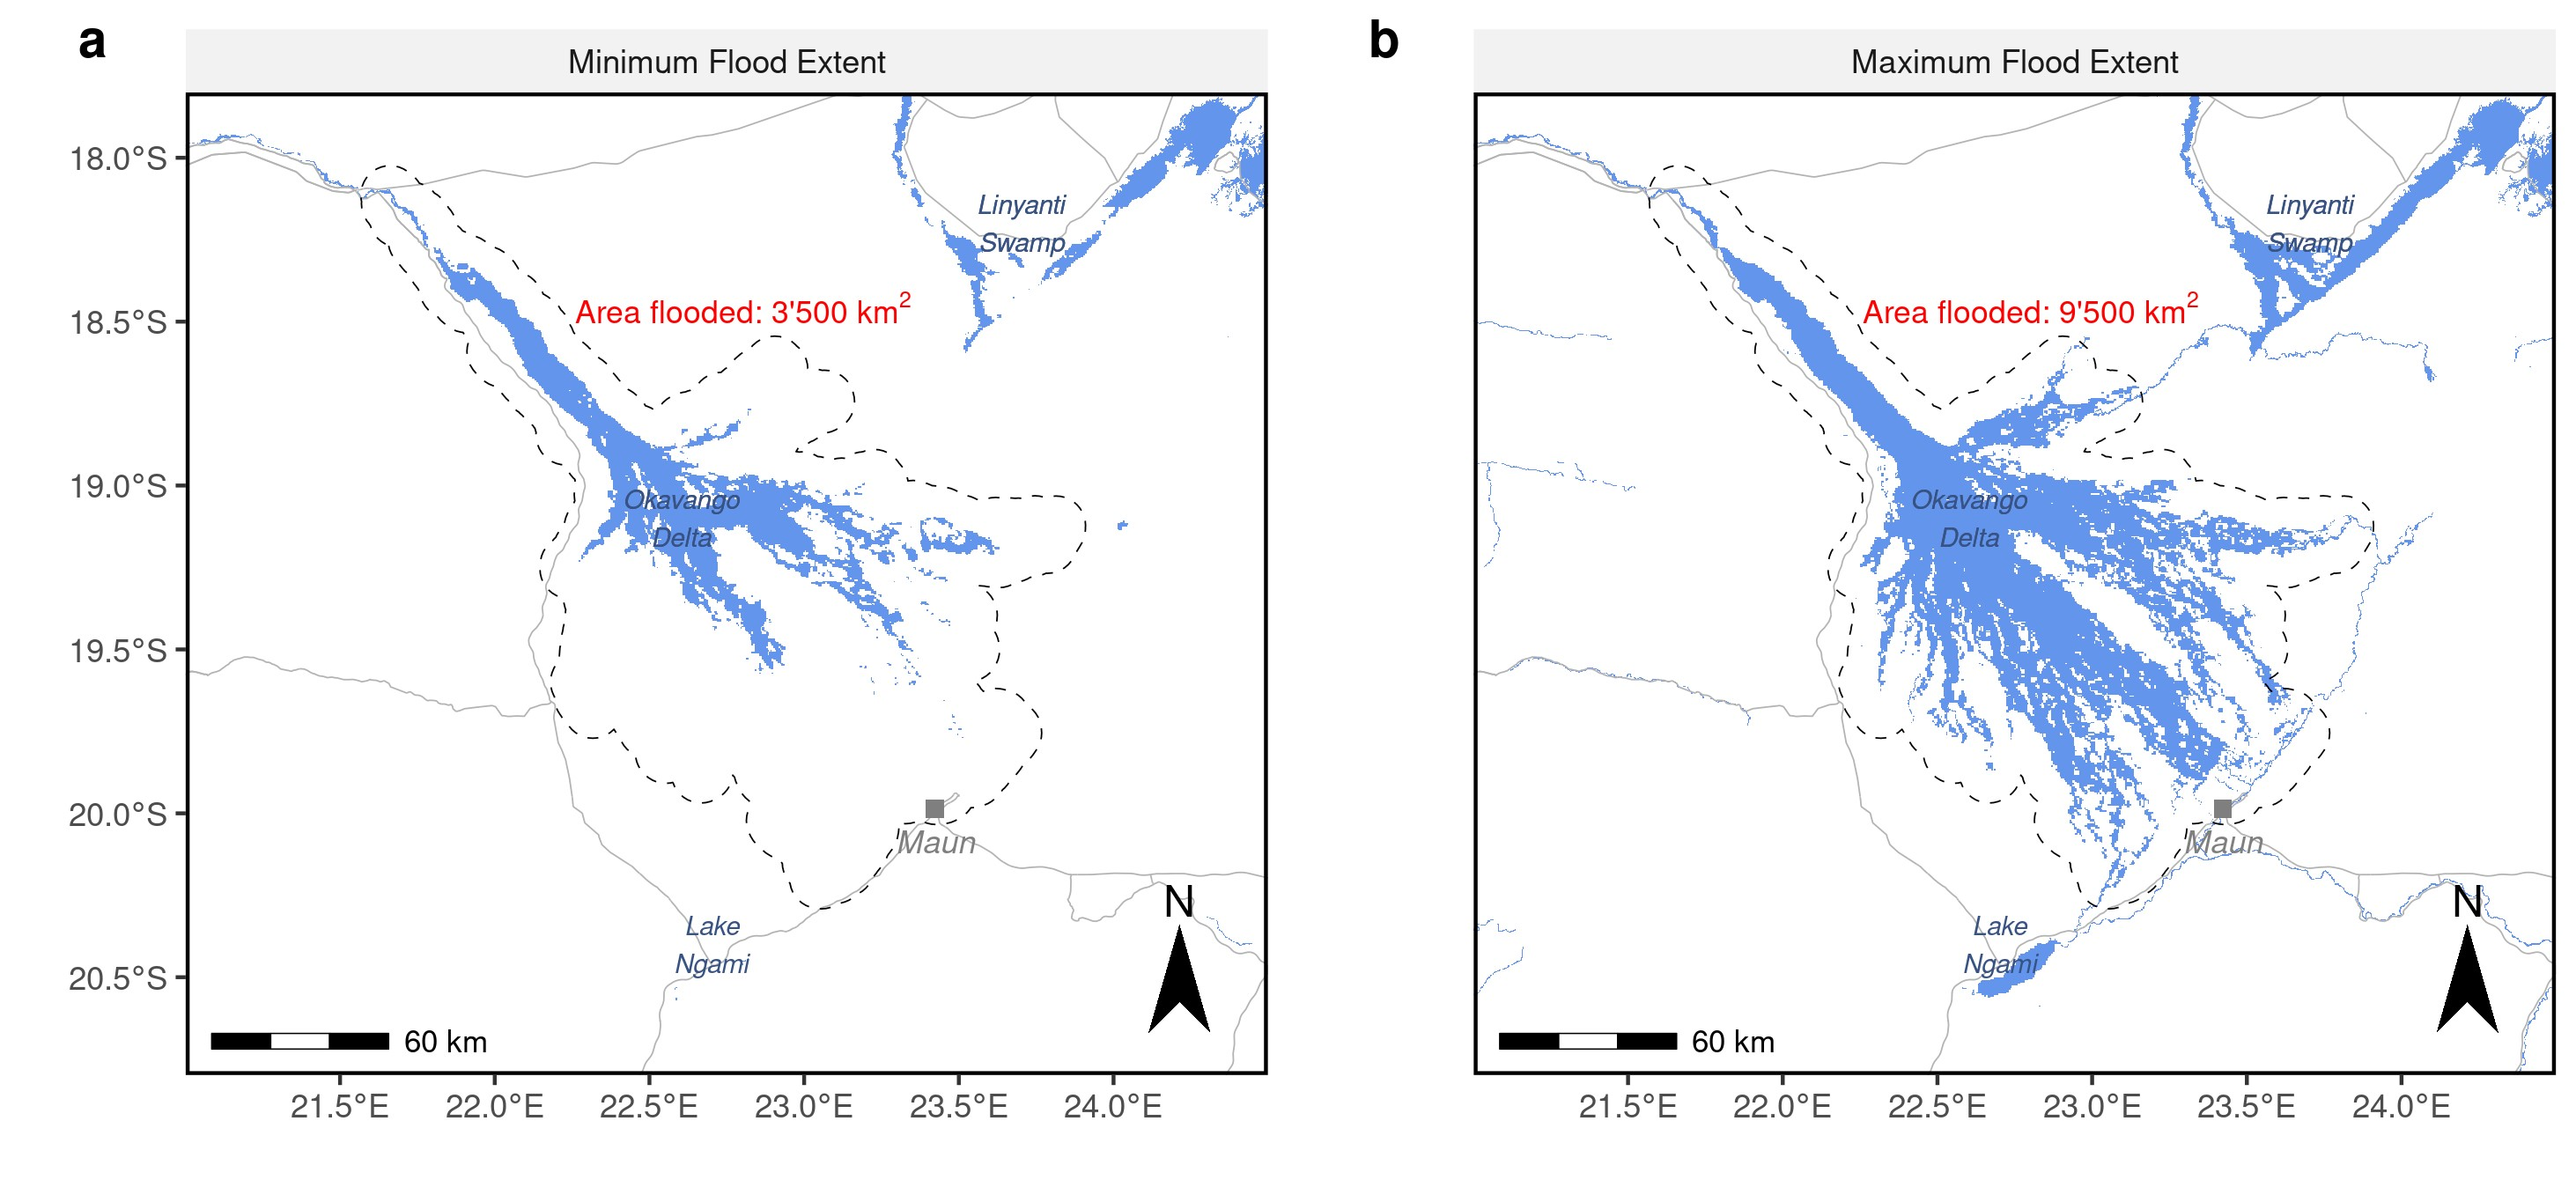 a
Minimum Flood Extent
18.0°S
18.5°S
19.0°S
19.5°S
20.0°S
20.5°S
Linyanti
Swamp
Area flooded: 3'500 km²
Okavango
Delta
Maun
Lake
Ngami
N
60 km
21.5°E
22.0°E
22.5°E
23.0°E
23.5°E
24.0°E
b
Maximum Flood Extent
Linyanti
Swamp
Area flooded: 9'500 km²
Okavango
Delta
Maun
Lake
Ngami
N
60 km
21.5°E
22.0°E
22.5°E
23.0°E
23.5°E
24.0°E